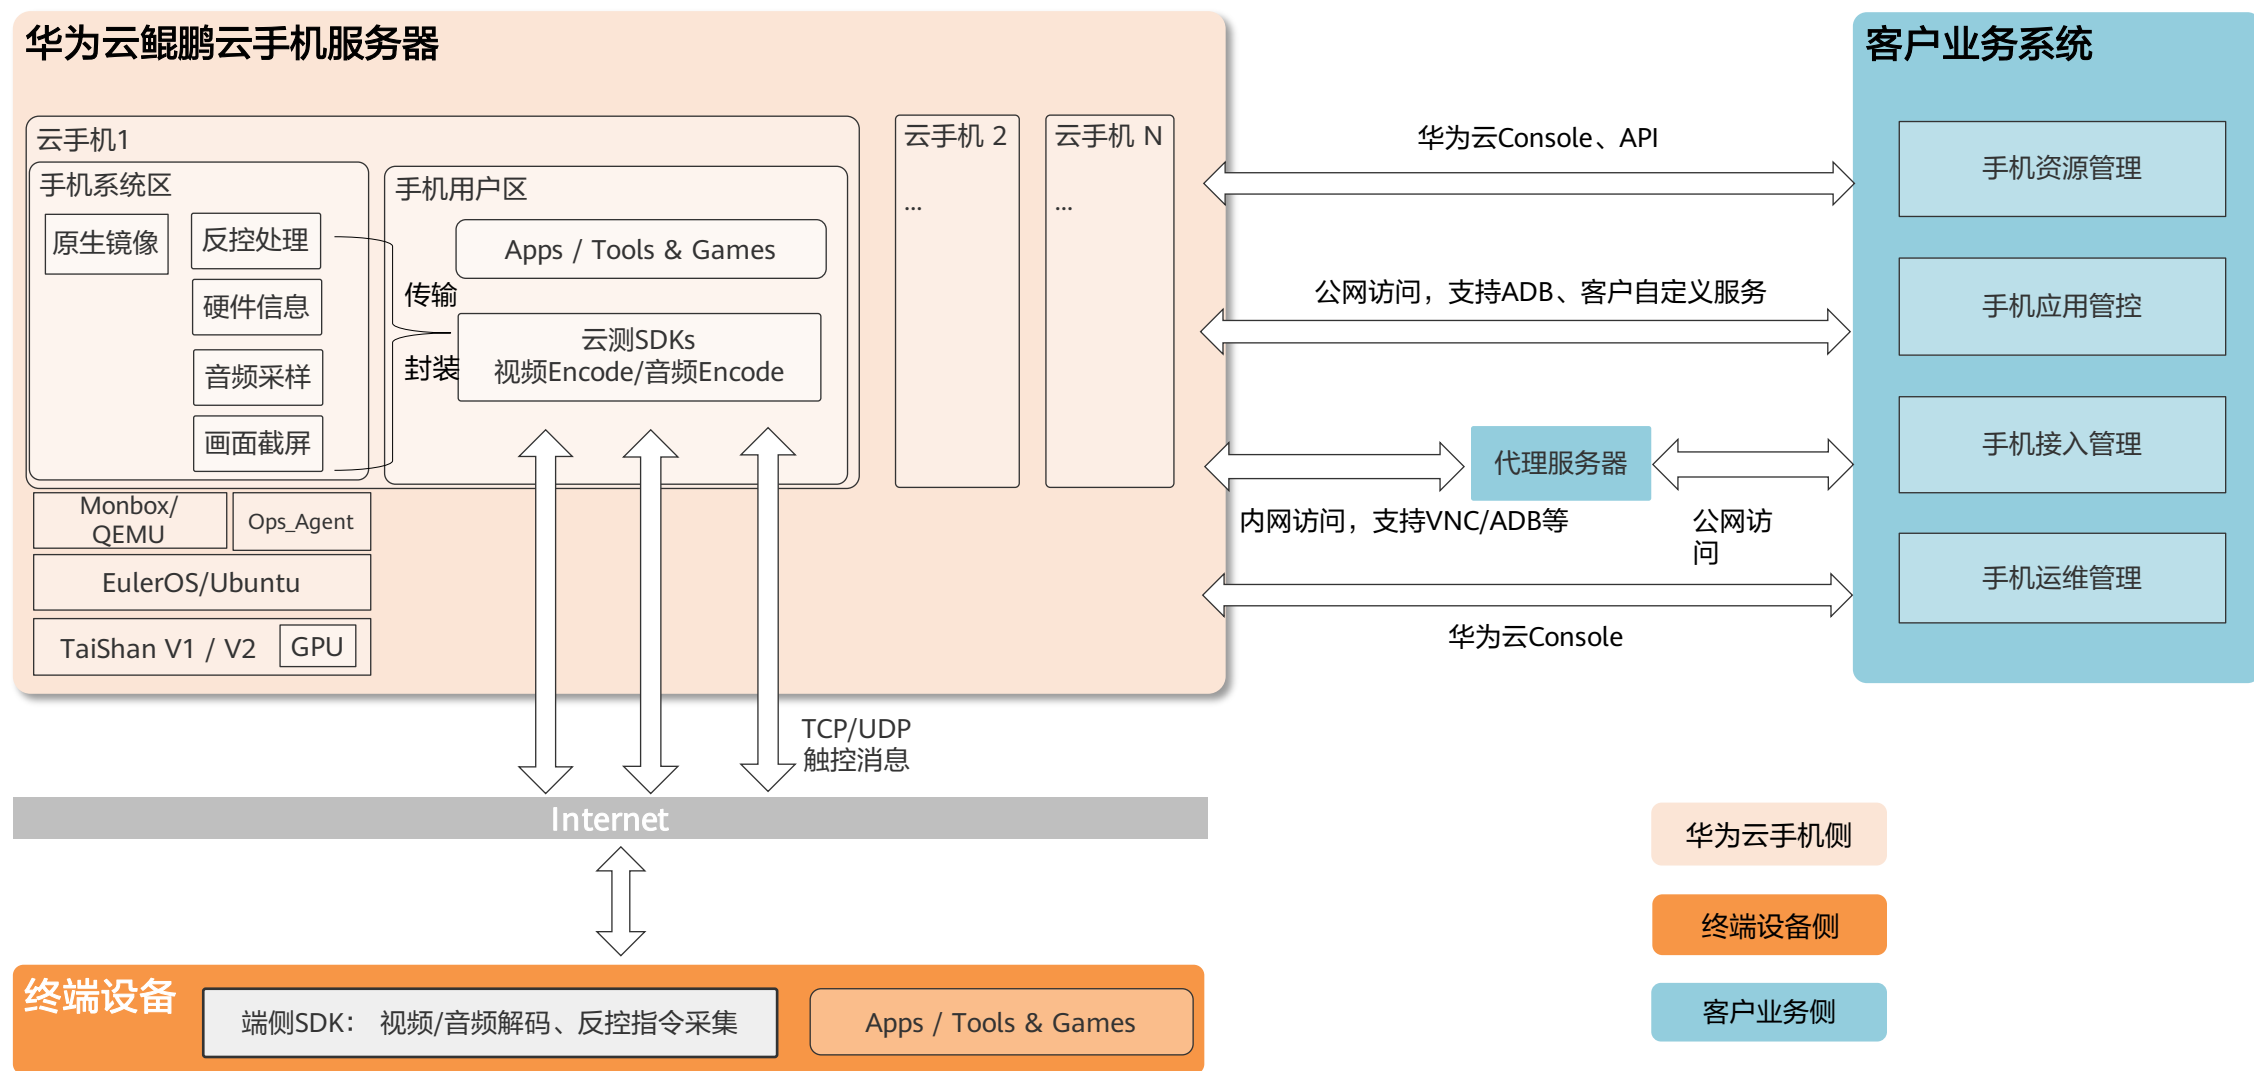 华为云鲲鹏云手机服务器
云手机1
手机系统区
原生镜像
反控处理
硬件信息
音频采样
画面截屏
传输
封装
手机用户区
Apps / Tools & Games
云测SDKs
视频Encode/音频Encode
云手机 2
...
云手机 N
...
Monbox/
QEMU
Ops_Agent
EulerOS/Ubuntu
TaiShan V1 / V2
GPU
华为云Console、API
公网访问，支持ADB、客户自定义服务
代理服务器
内网访问，支持VNC/ADB等
公网访
问
华为云Console
客户业务系统
手机资源管理
手机应用管控
手机接入管理
手机运维管理
TCP/UDP
触控消息
Internet
终端设备
端侧SDK： 视频/音频解码、反控指令采集
Apps / Tools & Games
华为云手机侧
终端设备侧
客户业务侧